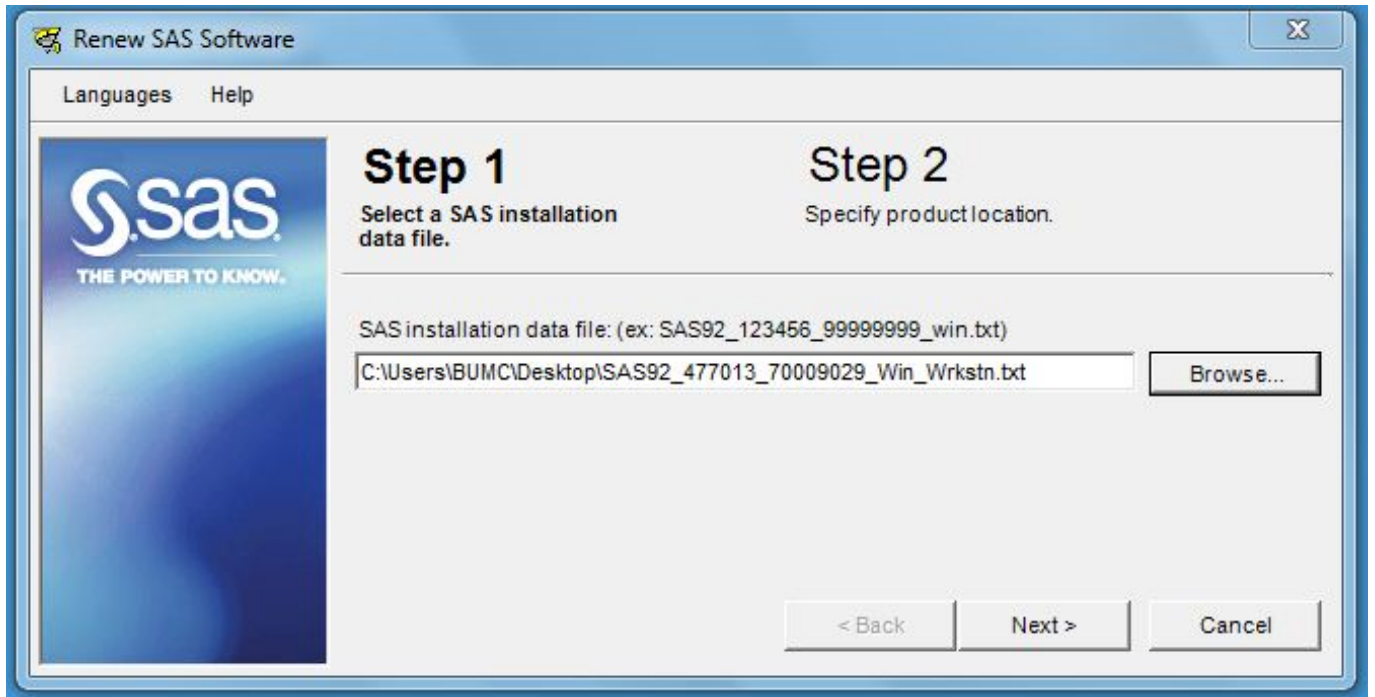 Renew SAS Software
Languages Help
sas
THE POWER TO KNOW.
Step 1
Select a SAS installation
data file.
Step 2
Specify product location.
SAS installation data file: (ex: SAS92_123456_99999999_win.txt)
C:\Users\BUMC\Desktop\SAS92_477013_70009029_Win_Wrkstn.txt
Browse...
< Back
Next >
Cancel